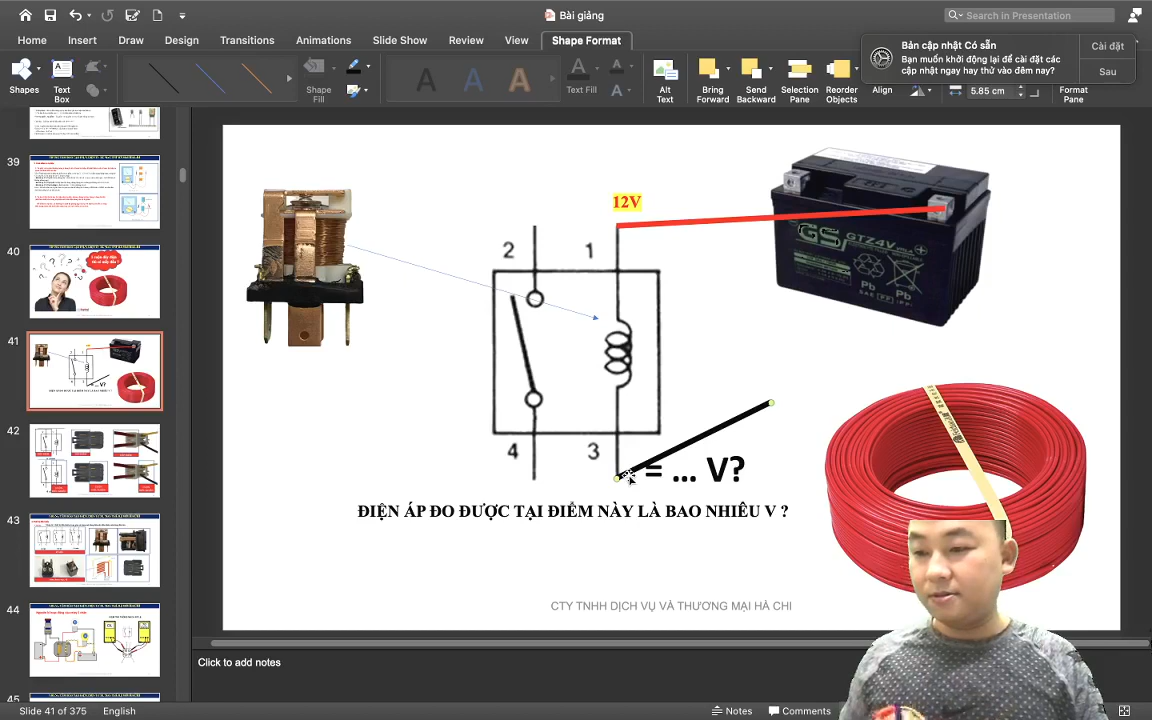 Bài giảng
Search in Presentation
Home Insert Draw Design Transitions Animations Slide Show Review View Shape Format
Bản cập nhật Có sẵn
Bạn muốn khởi động lại để cài đặt các
cập nhật ngay hay thử vào đêm nay?
Cài đặt
Sau
Shapes
Text
Box
Shape
Fill
A A A
Text Fill
Alt
Text
Bring
Forward
Send
Backward
Selection
Pane
Reorder
Objects
Align
5.85 cm
Format
Pane
39
40
41
42
43
44
45
12V
2 1
4 3
= ... V?
ĐIỆN ÁP ĐO ĐƯỢC TẠI ĐIỂM NÀY LÀ BAO NHIÊU V ?
GS
GTZ4V
Pb Pb
CTY TNHH DỊCH VỤ VÀ THƯƠNG MẠI HÀ CHI
Click to add notes
Slide 41 of 375 English
Notes Comments